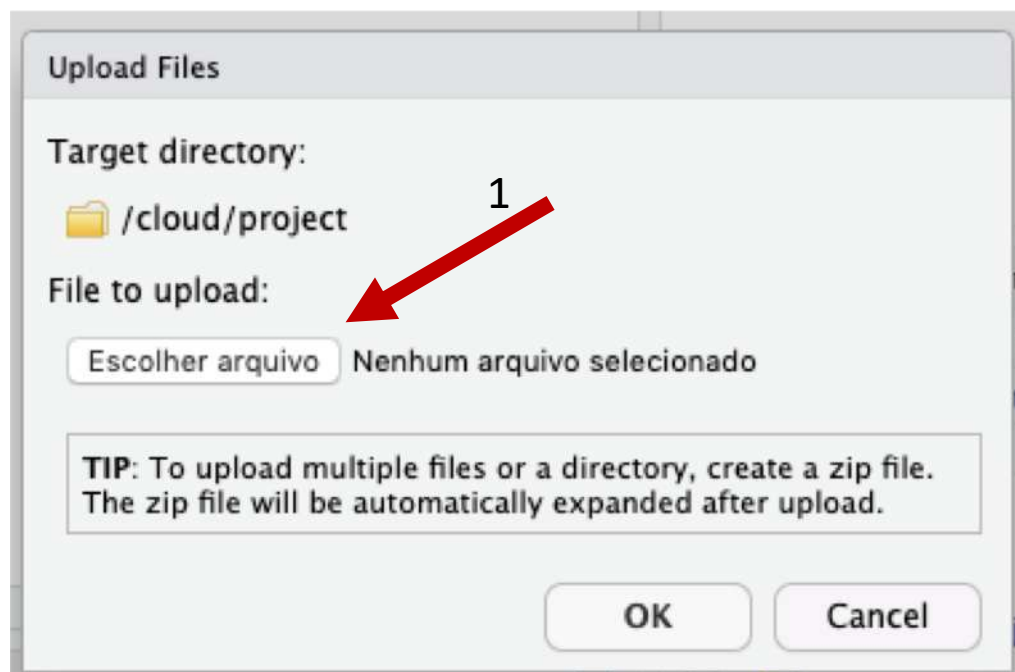 Upload Files
Target directory:
1
/cloud/project
File to upload:
Escolher arquivo Nenhum arquivo selecionado
TIP: To upload multiple files or a directory, create a zip file.
The zip file will be automatically expanded after upload.
OK Cancel